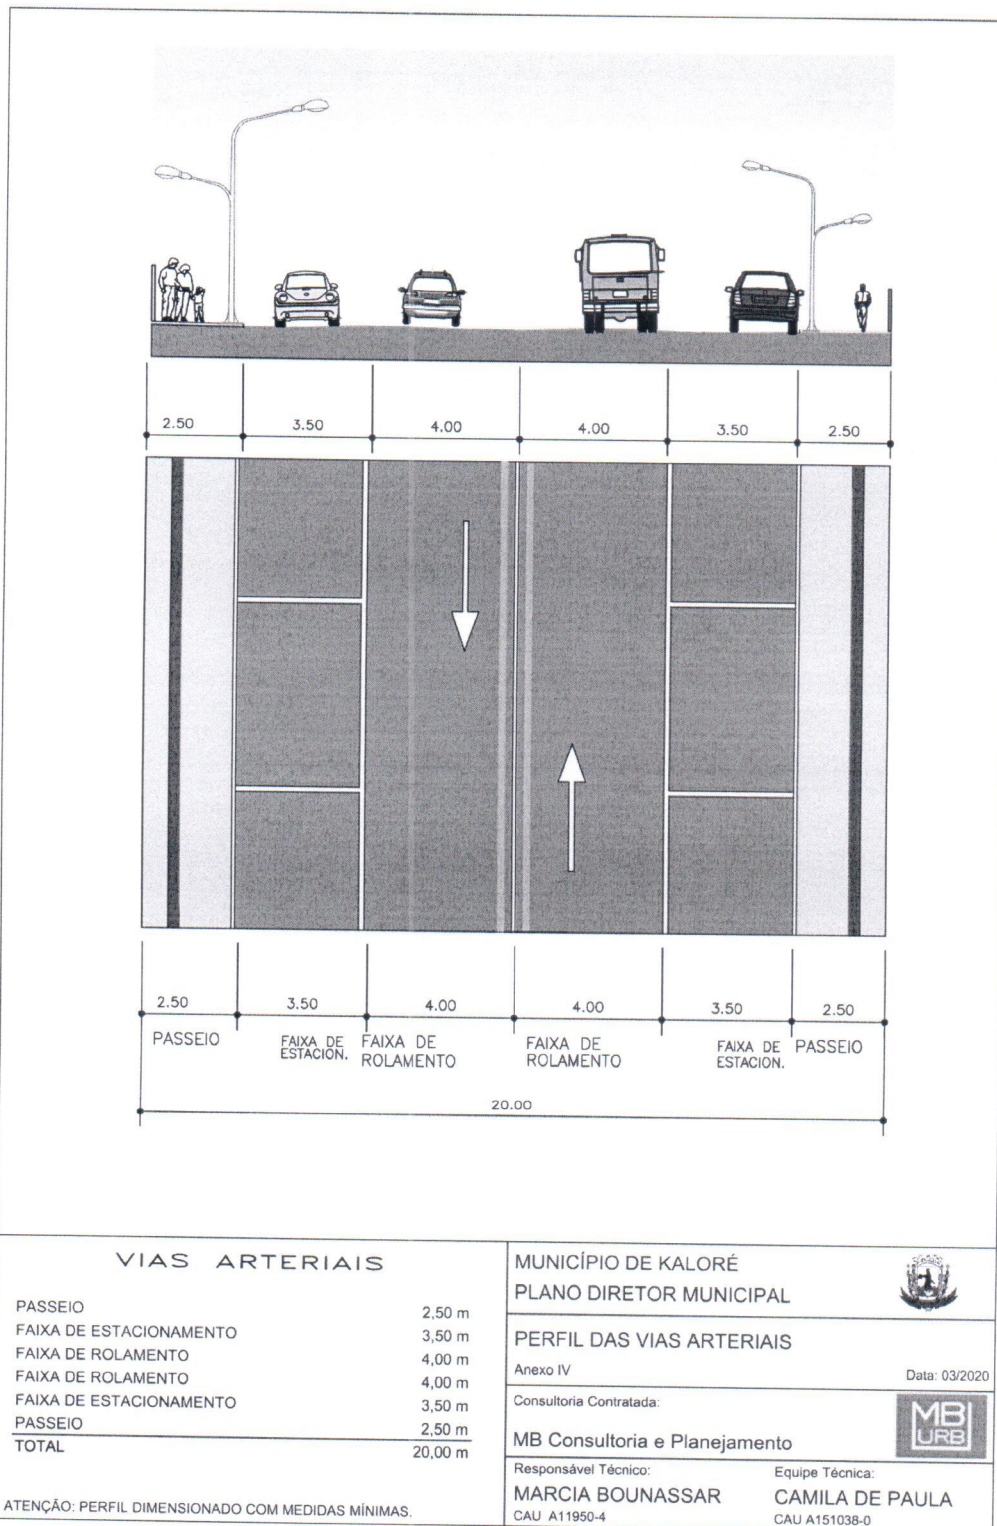 2.50 3.50 4.00 4.00 3.50 2.50
2.50 3.50 4.00 4.00 3.50 2.50
PASSEIO
FAIXA DE
ESTACION.
FAIXA DE
ROLAMENTO
FAIXA DE
ROLAMENTO
FAIXA DE
ESTACION.
PASSEIO
20.00
VIAS ARTERIAIS
PASSEIO 2,50 m
FAIXA DE ESTACIONAMENTO 3,50 m
FAIXA DE ROLAMENTO 4,00 m
FAIXA DE ROLAMENTO 4,00 m
FAIXA DE ESTACIONAMENTO 3,50 m
PASSEIO 2,50 m
TOTAL 20,00 m
ATENÇÃO: PERFIL DIMENSIONADO COM MEDIDAS MÍNIMAS.
MUNICÍPIO DE KALORÉ
PLANO DIRETOR MUNICIPAL
PERFIL DAS VIAS ARTERIAIS
Anexo IV Data: 03/2020
Consultoria Contratada:
MB Consultoria e Planejamento
MB
URB
Responsável Técnico:
MARCIA BOUNASSAR
CAU A11950-4
Equipe Técnica:
CAMILA DE PAULA
CAU A151038-0